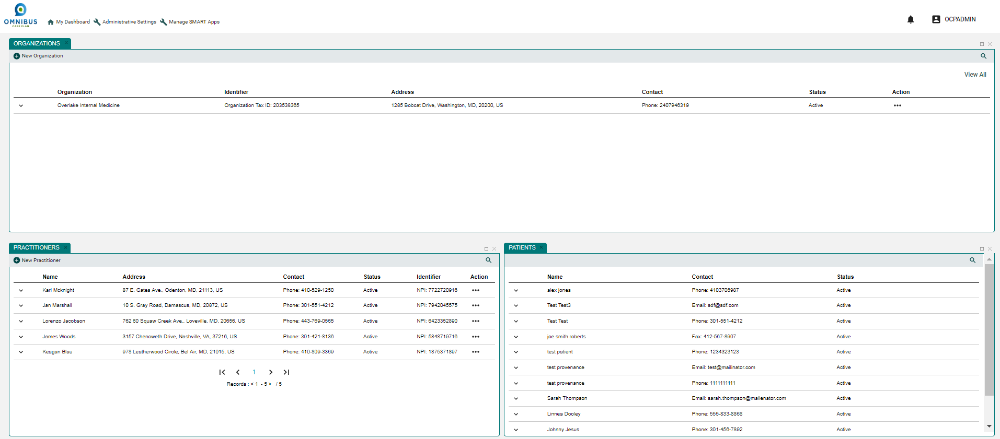 OMNIBUS
CARE PLAN
My Dashboard Administrative Settings Manage SMART Apps
OCPADMIN
ORGANIZATIONS
New Organization
View All
Organization Identifier Address Contact Status Action
Overlake Internal Medicine Organization Tax ID: 203538365 1285 Bobcat Drive, Washington, MD, 20200, US Phone: 2407946319 Active
PRACTITIONERS
New Practitioner
Name Address Contact Status Identifier Action
Karl Mcknight 87 E. Gates Ave., Odenton, MD, 21113, US Phone: 410-529-1250 Active NPI: 7722720916
Jan Marshall 10 S. Gray Road, Damascus, MD, 20872, US Phone: 301-551-4212 Active NPI: 7942045575
Lorenzo Jacobson 762 60 Squaw Creek Ave., Loveville, MD, 20656, US Phone: 443-769-0565 Active NPI: 6423352890
James Woods 3157 Chenoweth Drive, Nashville, VA, 37216, US Phone: 301-421-8136 Active NPI: 5848719716
Keagan Blau 978 Leatherwood Circle, Bel Air, MD, 21015, US Phone: 410-809-3369 Active NPI: 1875371897
1
Records : < 1 - 5 > / 5
PATIENTS
Name Contact Status
alex jones Phone: 4103706987 Active
Test Test3 Email: sdf@sdf.com Active
Test Test Phone: 301-551-4212 Active
joe smith roberts Fax: 412-567-8907 Active
test patient Phone: 1234323123 Active
test provenance Email: test@mailinator.com Active
test provenance Phone: 1111111111 Active
Sarah Thompson Email: sarah.thompson@mailenator.com Active
Linnea Dooley Phone: 555-833-8868 Active
Johnny Jesus Phone: 301-456-7892 Active